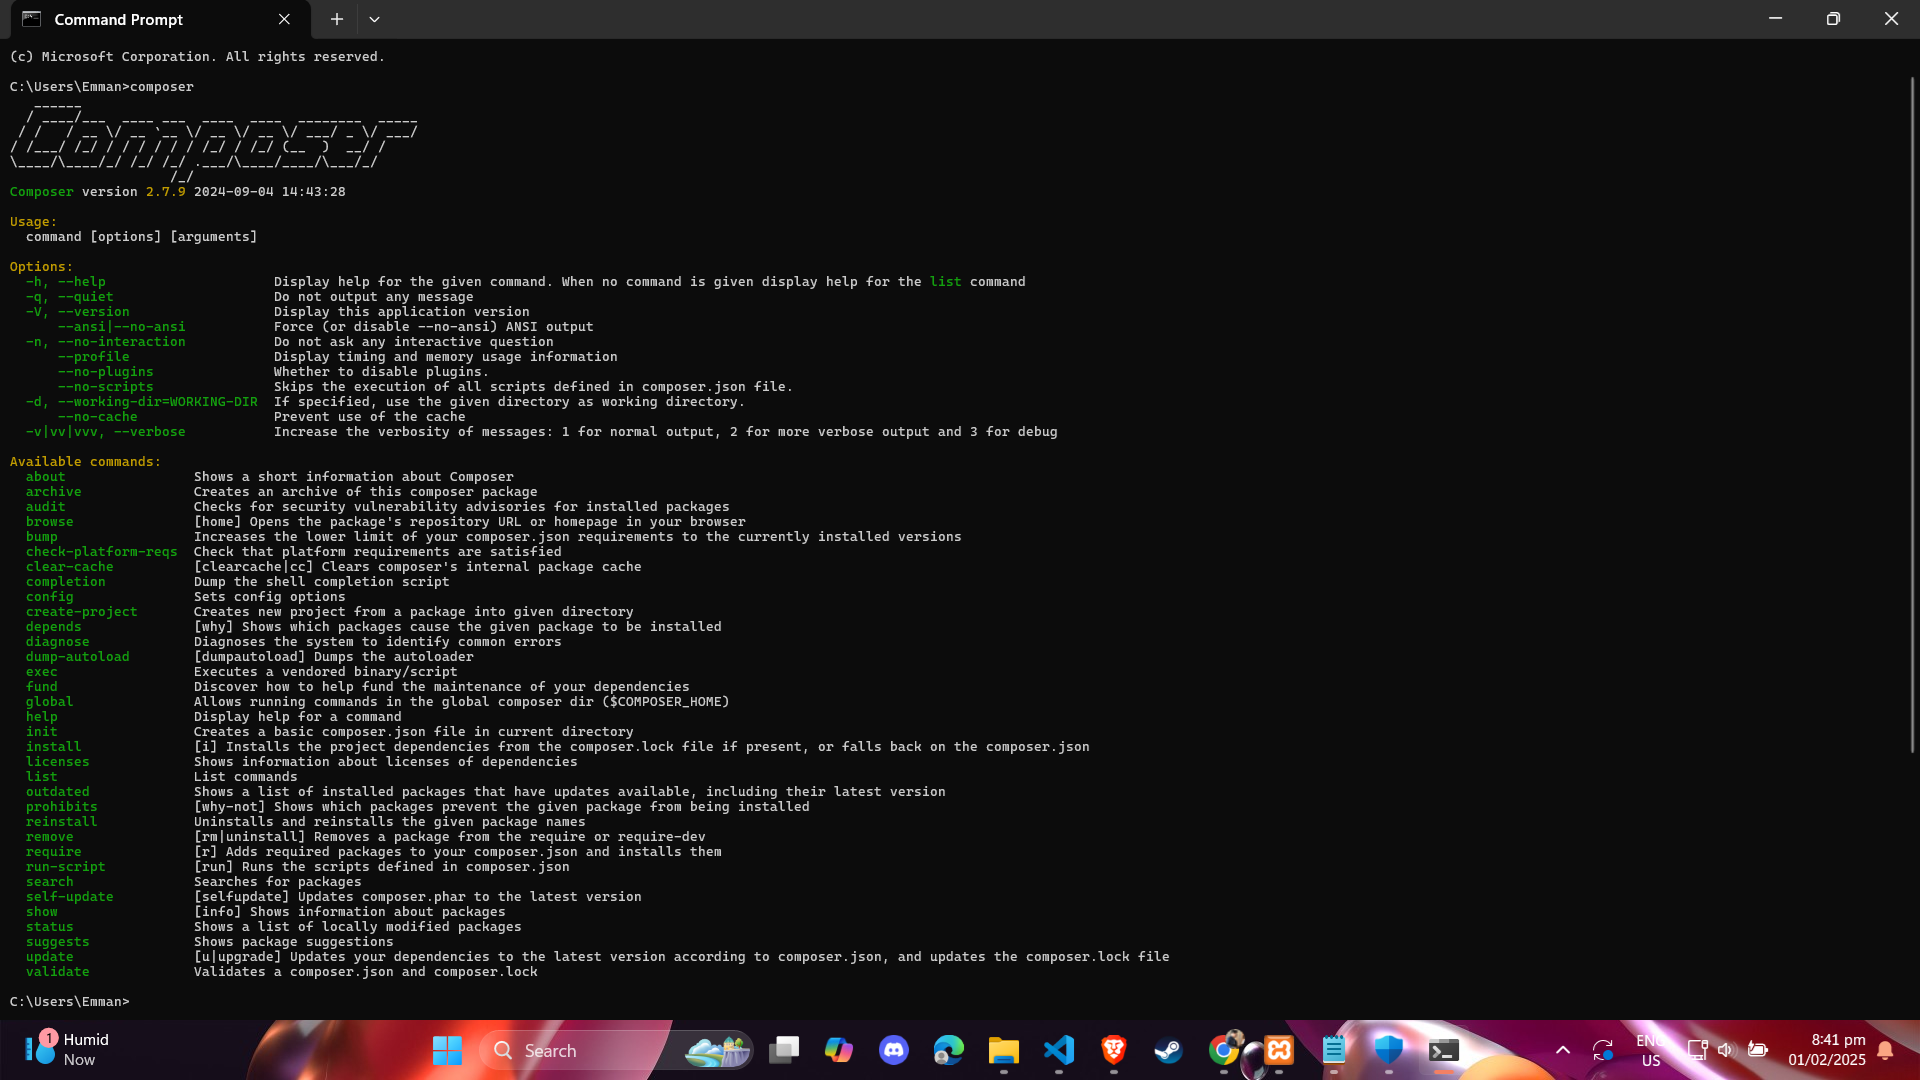 Command Prompt
(c) Microsoft Corporation. All rights reserved.
C:\Users\Emman>composer
   ______
  / ____/___  ____ ___  ____  ____  ________  _____
 / /   / __ \/ __ `__ \/ __ \/ __ \/ ___/ _ \/ ___/
/ /___/ /_/ / / / / / / /_/ / /_/ (__  )  __/ /
\____/\____/_/ /_/ /_/ .___/\____/____/\___/_/
                    /_/
Composer version 2.7.9 2024-09-04 14:43:28
Usage:
  command [options] [arguments]
Options:
  -h, --help                     Display help for the given command. When no command is given display help for the list command
  -q, --quiet                    Do not output any message
  -V, --version                  Display this application version
      --ansi|--no-ansi           Force (or disable --no-ansi) ANSI output
  -n, --no-interaction           Do not ask any interactive question
      --profile                  Display timing and memory usage information
      --no-plugins               Whether to disable plugins.
      --no-scripts               Skips the execution of all scripts defined in composer.json file.
  -d, --working-dir=WORKING-DIR  If specified, use the given directory as working directory.
      --no-cache                 Prevent use of the cache
  -v|vv|vvv, --verbose           Increase the verbosity of messages: 1 for normal output, 2 for more verbose output and 3 for debug
Available commands:
  about                Shows a short information about Composer
  archive              Creates an archive of this composer package
  audit                Checks for security vulnerability advisories for installed packages
  browse               [home] Opens the package's repository URL or homepage in your browser
  bump                 Increases the lower limit of your composer.json requirements to the currently installed versions
  check-platform-reqs  Check that platform requirements are satisfied
  clear-cache          [clearcache|cc] Clears composer's internal package cache
  completion           Dump the shell completion script
  config               Sets config options
  create-project       Creates new project from a package into given directory
  depends              [why] Shows which packages cause the given package to be installed
  diagnose             Diagnoses the system to identify common errors
  dump-autoload        [dumpautoload] Dumps the autoloader
  exec                 Executes a vendored binary/script
  fund                 Discover how to help fund the maintenance of your dependencies
  global               Allows running commands in the global composer dir ($COMPOSER_HOME)
  help                 Display help for a command
  init                 Creates a basic composer.json file in current directory
  install              [i] Installs the project dependencies from the composer.lock file if present, or falls back on the composer.json
  licenses             Shows information about licenses of dependencies
  list                 List commands
  outdated             Shows a list of installed packages that have updates available, including their latest version
  prohibits            [why-not] Shows which packages prevent the given package from being installed
  reinstall            Uninstalls and reinstalls the given package names
  remove               [rm|uninstall] Removes a package from the require or require-dev
  require              [r] Adds required packages to your composer.json and installs them
  run-script           [run] Runs the scripts defined in composer.json
  search               Searches for packages
  self-update          [selfupdate] Updates composer.phar to the latest version
  show                 [info] Shows information about packages
  status               Shows a list of locally modified packages
  suggests             Shows package suggestions
  update               [u|upgrade] Updates your dependencies to the latest version according to composer.json, and updates the composer.lock file
  validate             Validates a composer.json and composer.lock
C:\Users\Emman>
1
Humid
Now
Search
ENG
US
8:41 pm
01/02/2025